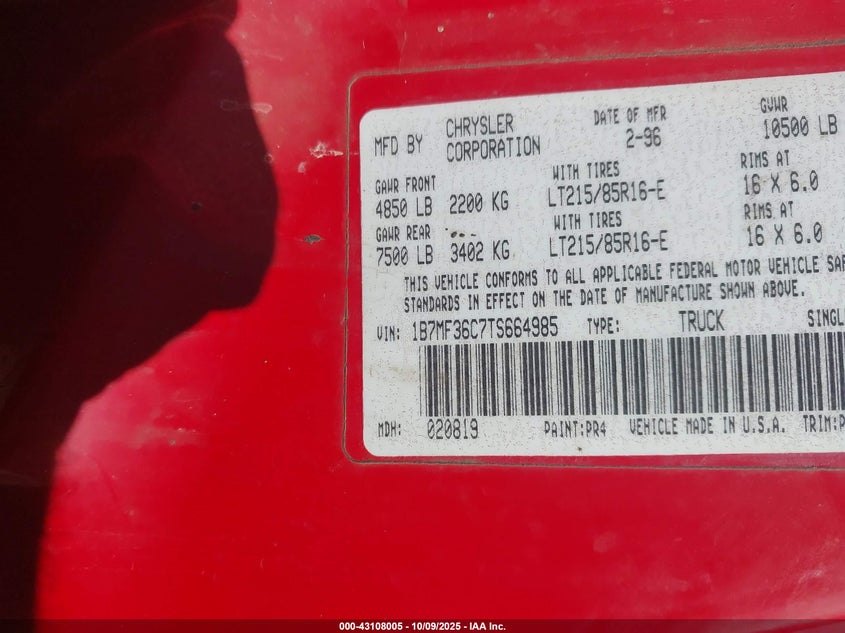 MFD BY CHRYSLER CORPORATION DATE OF MFR 2-96 GVWR 10500 LB
GAWR FRONT WITH TIRES RIMS AT
4850 LB 2200 KG LT215/85R16-E 16 X 6.0
GAWR REAR WITH TIRES RIMS AT
7500 LB 3402 KG LT215/85R16-E 16 X 6.0
THIS VEHICLE CONFORMS TO ALL APPLICABLE FEDERAL MOTOR VEHICLE SAF
STANDARDS IN EFFECT ON THE DATE OF MANUFACTURE SHOWN ABOVE.
VIN: 1B7MF36C7TS664985 TYPE: TRUCK SINGL
MDH: 020819 PAINT:PR4 VEHICLE MADE IN U.S.A. TRIM:P
000-43108005 - 10/09/2025 - IAA Inc.